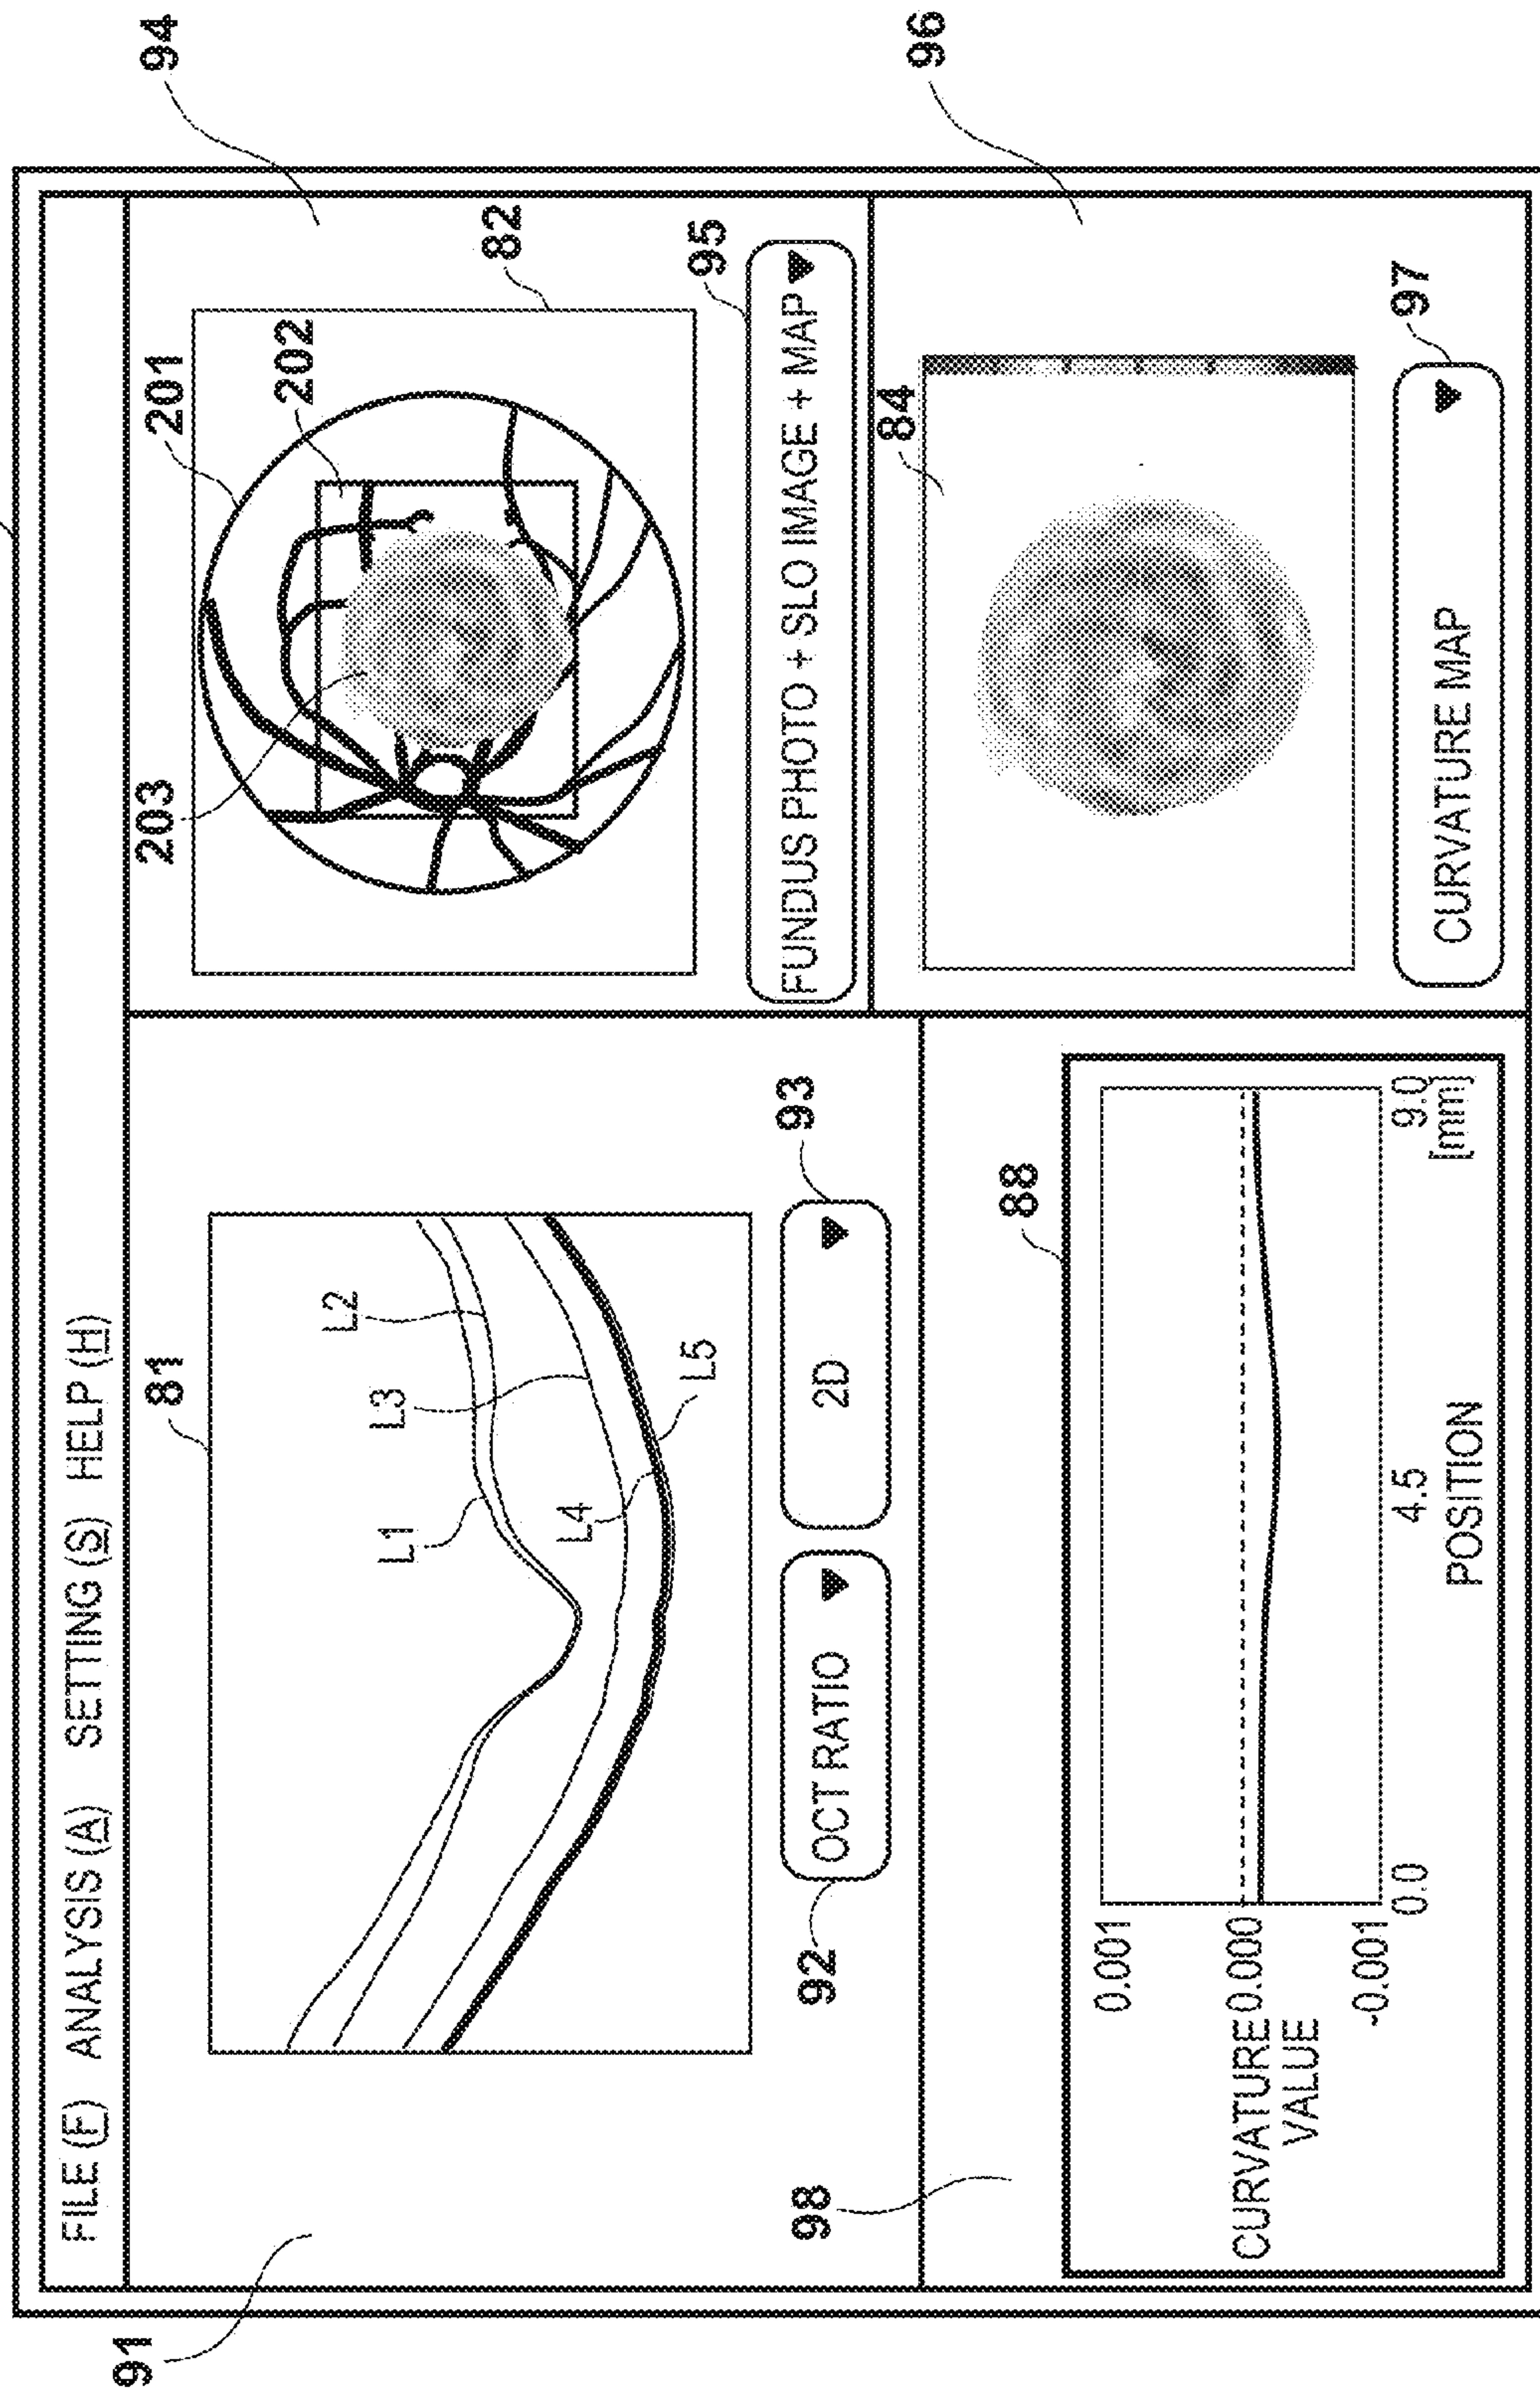 FILE (F) ANALYSIS (A) SETTING (S) HELP (H)
91
81
L1
L2
L3
L4
L5
92
OCT RATIO ▼
93
2D ▼
94
201
202
203
82
95
FUNDUS PHOTO + SLO IMAGE + MAP ▼
98
88
CURVATURE
VALUE
0.001
0.000
-0.001
0.0
4.5
9.0
[mm]
POSITION
96
84
97
CURVATURE MAP ▼